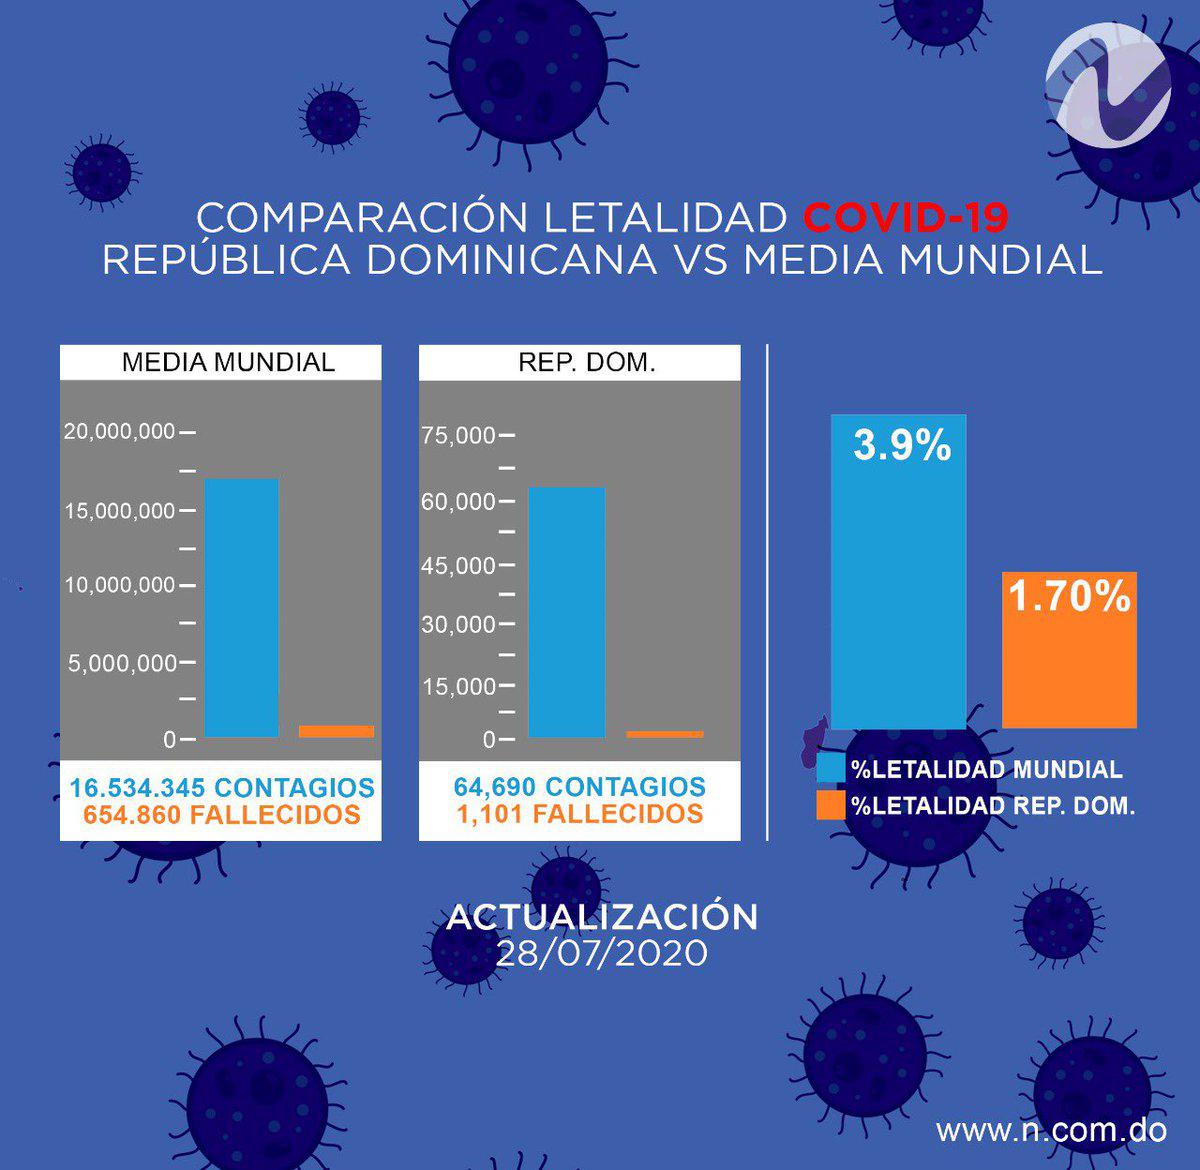 COMPARACIÓN LETALIDAD COVID-19
REPÚBLICA DOMINICANA VS MEDIA MUNDIAL
MEDIA MUNDIAL
20,000,000
15,000,000
10,000,000
5,000,000
0
16.534.345 CONTAGIOS
654.860 FALLECIDOS
REP. DOM.
75,000
60,000
45,000
30,000
15,000
0
64,690 CONTAGIOS
1,101 FALLECIDOS
3.9%
1.70%
%LETALIDAD MUNDIAL
%LETALIDAD REP. DOM.
ACTUALIZACIÓN
28/07/2020
www.n.com.do